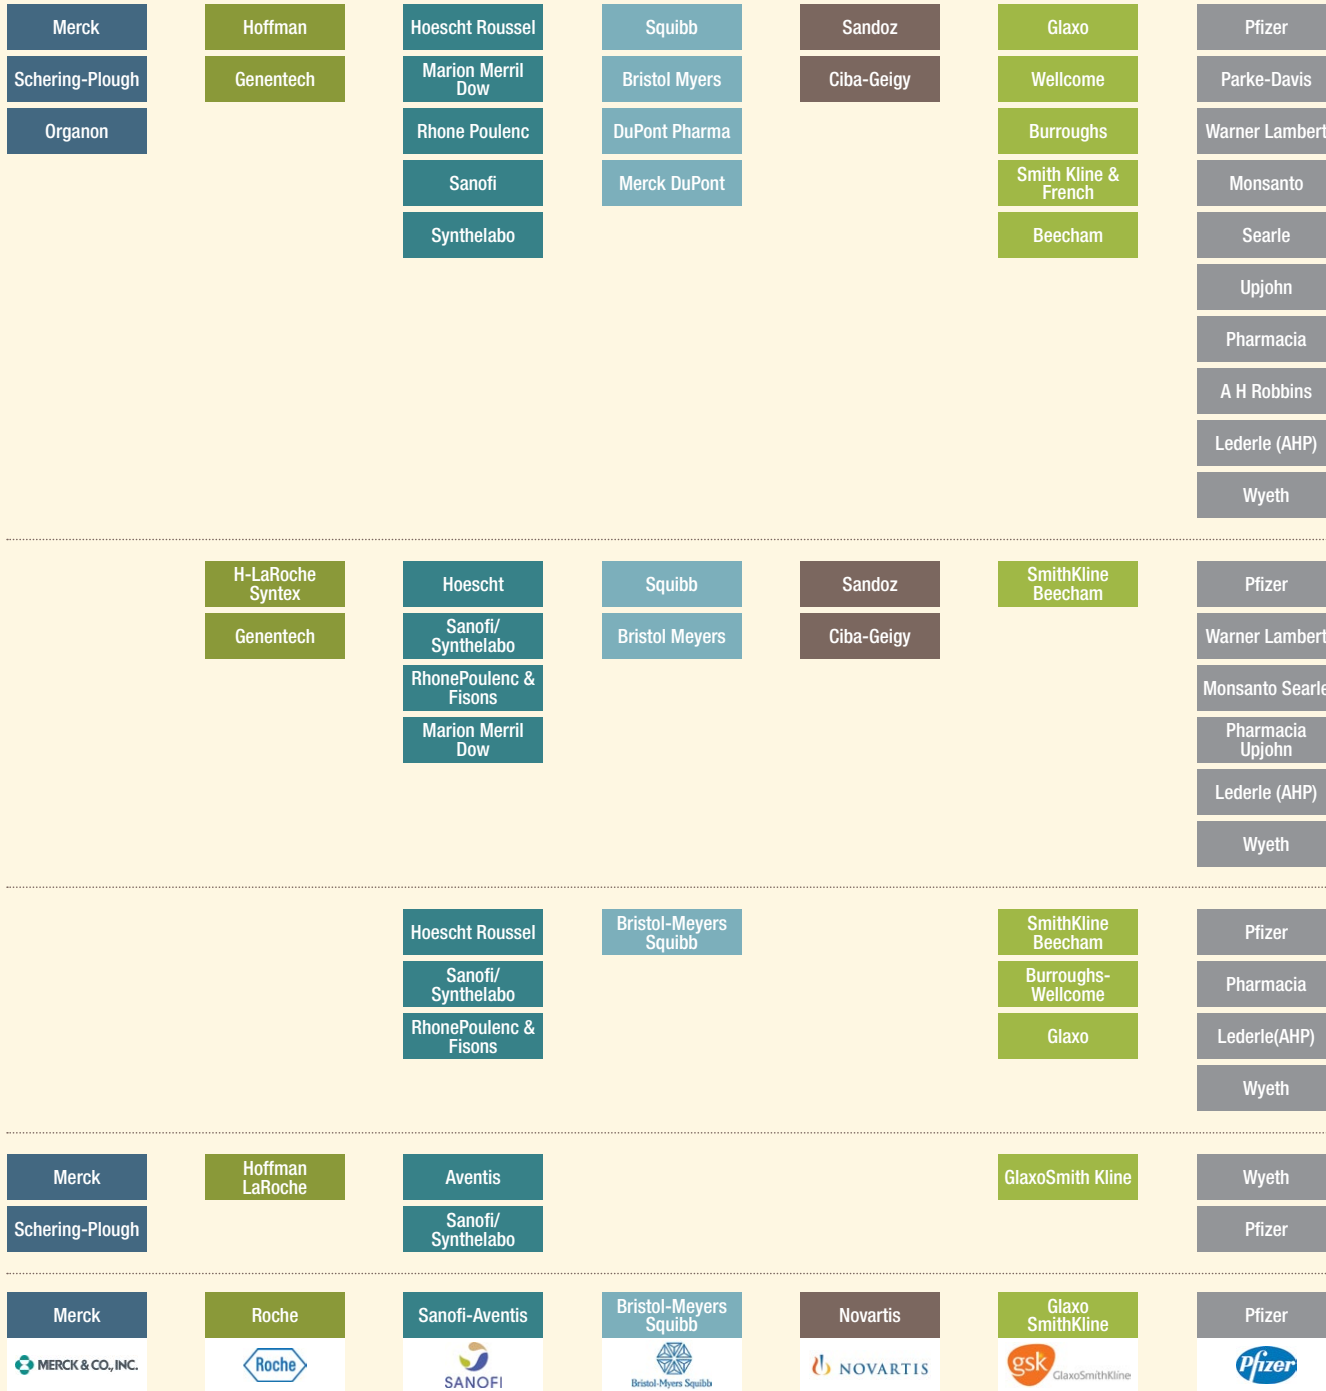 Merck
Hoffman
Hoescht Roussel
Squibb
Sandoz
Glaxo
Pfizer
Schering-Plough
Genentech
Marion Merril
Dow
Bristol Myers
Ciba-Geigy
Wellcome
Parke-Davis
Organon
Rhone Poulenc
DuPont Pharma
Burroughs
Warner Lambert
Sanofi
Merck DuPont
Smith Kline &
French
Monsanto
Synthelabo
Beecham
Searle
Upjohn
Pharmacia
A H Robbins
Lederle (AHP)
Wyeth
H-LaRoche
Syntex
Hoescht
Squibb
Sandoz
SmithKline
Beecham
Pfizer
Genentech
Sanofi/
Synthelabo
Bristol Meyers
Ciba-Geigy
Warner Lambert
RhonePoulenc &
Fisons
Monsanto Searle
Marion Merril
Dow
Pharmacia
Upjohn
Lederle (AHP)
Wyeth
Hoescht Roussel
Bristol-Meyers
Squibb
SmithKline
Beecham
Pfizer
Sanofi/
Synthelabo
Burroughs-
Wellcome
Pharmacia
RhonePoulenc &
Fisons
Glaxo
Lederle(AHP)
Wyeth
Merck
Hoffman
LaRoche
Aventis
GlaxoSmith Kline
Wyeth
Schering-Plough
Sanofi/
Synthelabo
Pfizer
Merck
Roche
Sanofi-Aventis
Bristol-Meyers
Squibb
Novartis
Glaxo
SmithKline
Pfizer
MERCK & CO., INC.
Roche
SANOFI
Bristol-Myers Squibb
NOVARTIS
gsk GlaxoSmithKline
Pfizer